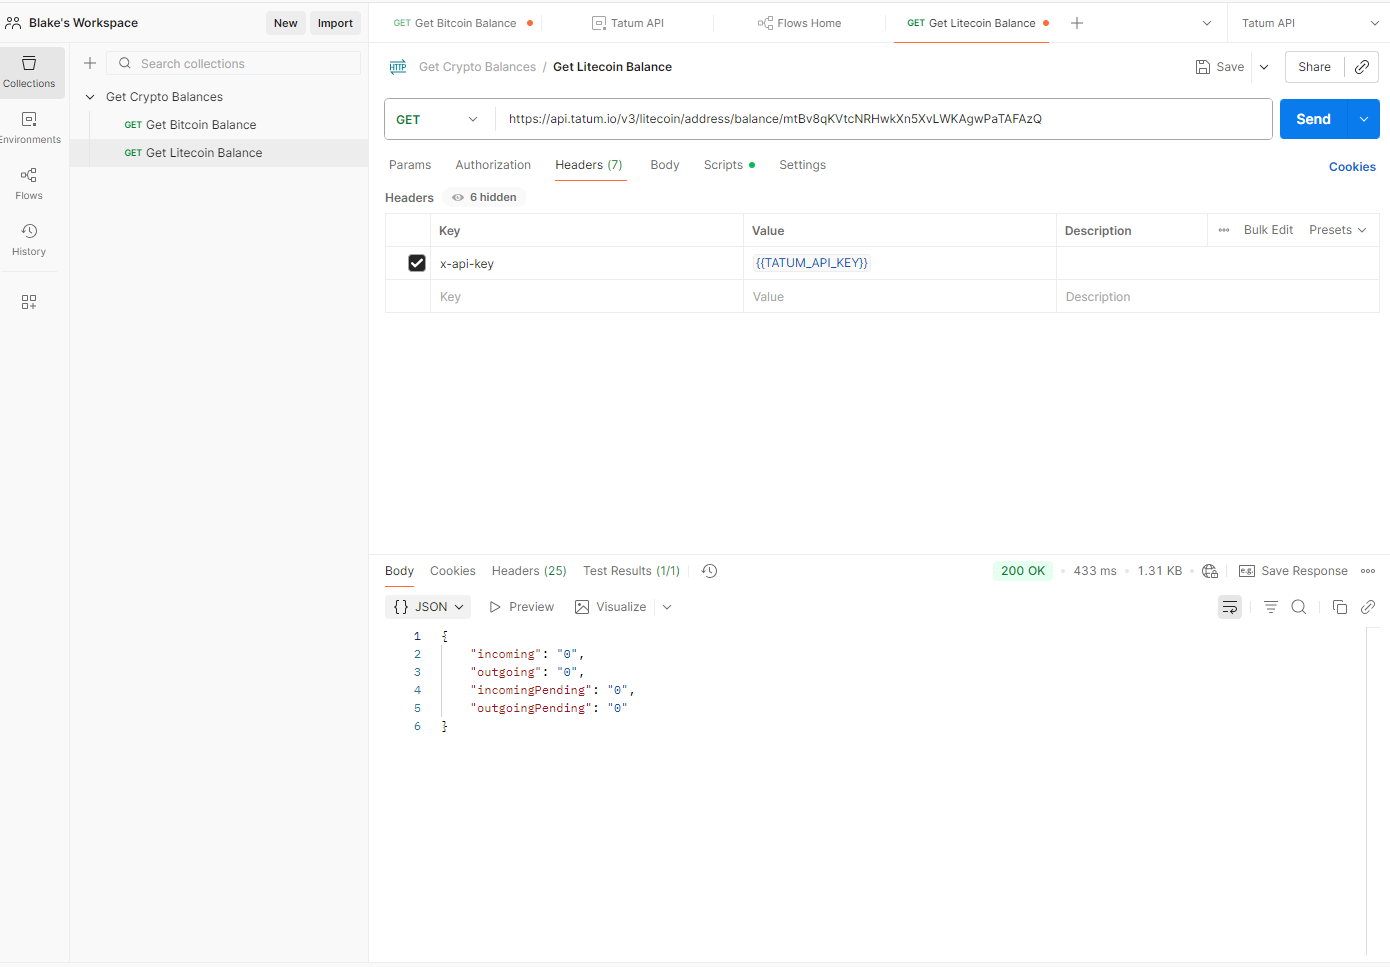 Blake's Workspace
New
Import
GET Get Bitcoin Balance
Tatum API
Flows Home
GET Get Litecoin Balance
Tatum API
Collections
Environments
Flows
History
Search collections
Get Crypto Balances
GET Get Bitcoin Balance
GET Get Litecoin Balance
HTTP Get Crypto Balances / Get Litecoin Balance
Save
Share
GET
https://api.tatum.io/v3/litecoin/address/balance/mtBv8qKVtcNRHwkXn5XvLWKAgwPaTAFAzQ
Send
Params
Authorization
Headers (7)
Body
Scripts
Settings
Cookies
Headers
6 hidden
Key
Value
Description
Bulk Edit
Presets
x-api-key
{{TATUM_API_KEY}}
Key
Value
Description
Body
Cookies
Headers (25)
Test Results (1/1)
200 OK
433 ms
1.31 KB
e.g.
Save Response
{} JSON
Preview
Visualize
1 {
2 "incoming": "0",
3 "outgoing": "0",
4 "incomingPending": "0",
5 "outgoingPending": "0"
6 }